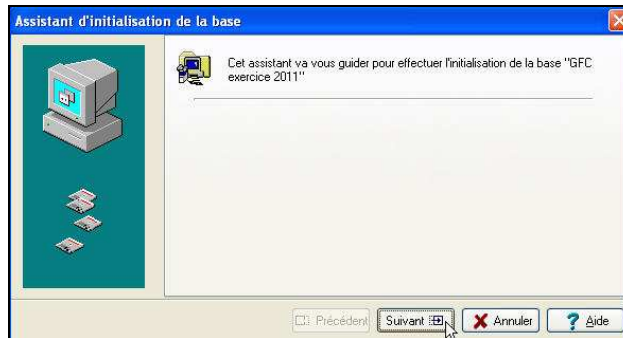 Assistant d'initialisation de la base
Cet assistant va vous guider pour effectuer l'initialisation de la base "GFC
exercice 2011"
Précédent Suivant Annuler ? Aide